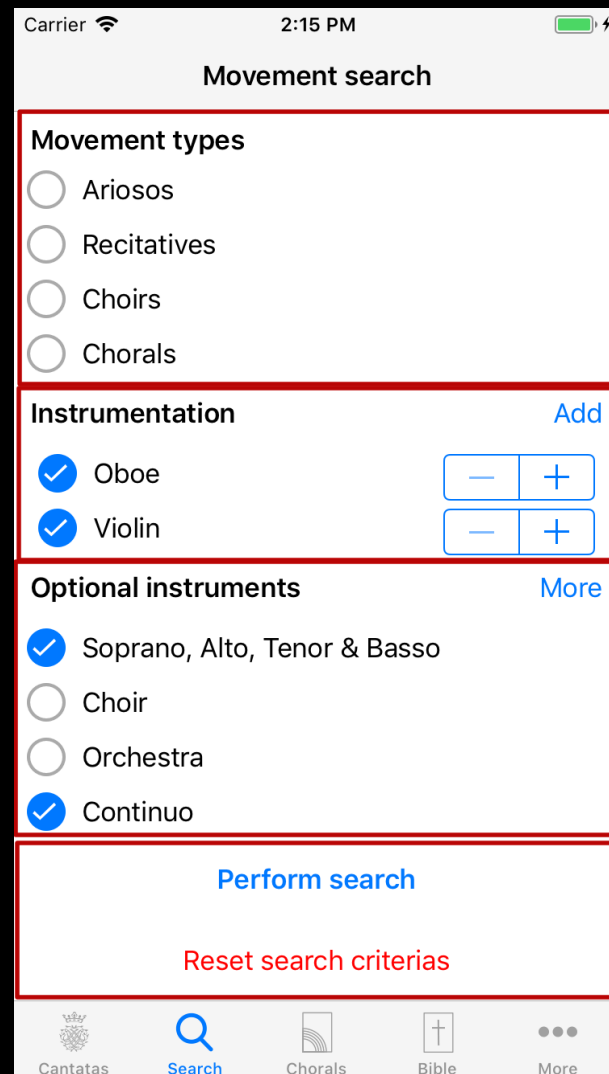 Carrier 2:15 PM
Movement search
Movement types
Ariosos
Recitatives
Choirs
Chorals
Instrumentation Add
Oboe
Violin
Optional instruments More
Soprano, Alto, Tenor & Basso
Choir
Orchestra
Continuo
Perform search
Reset search criterias
Cantatas Search Chorals Bible More